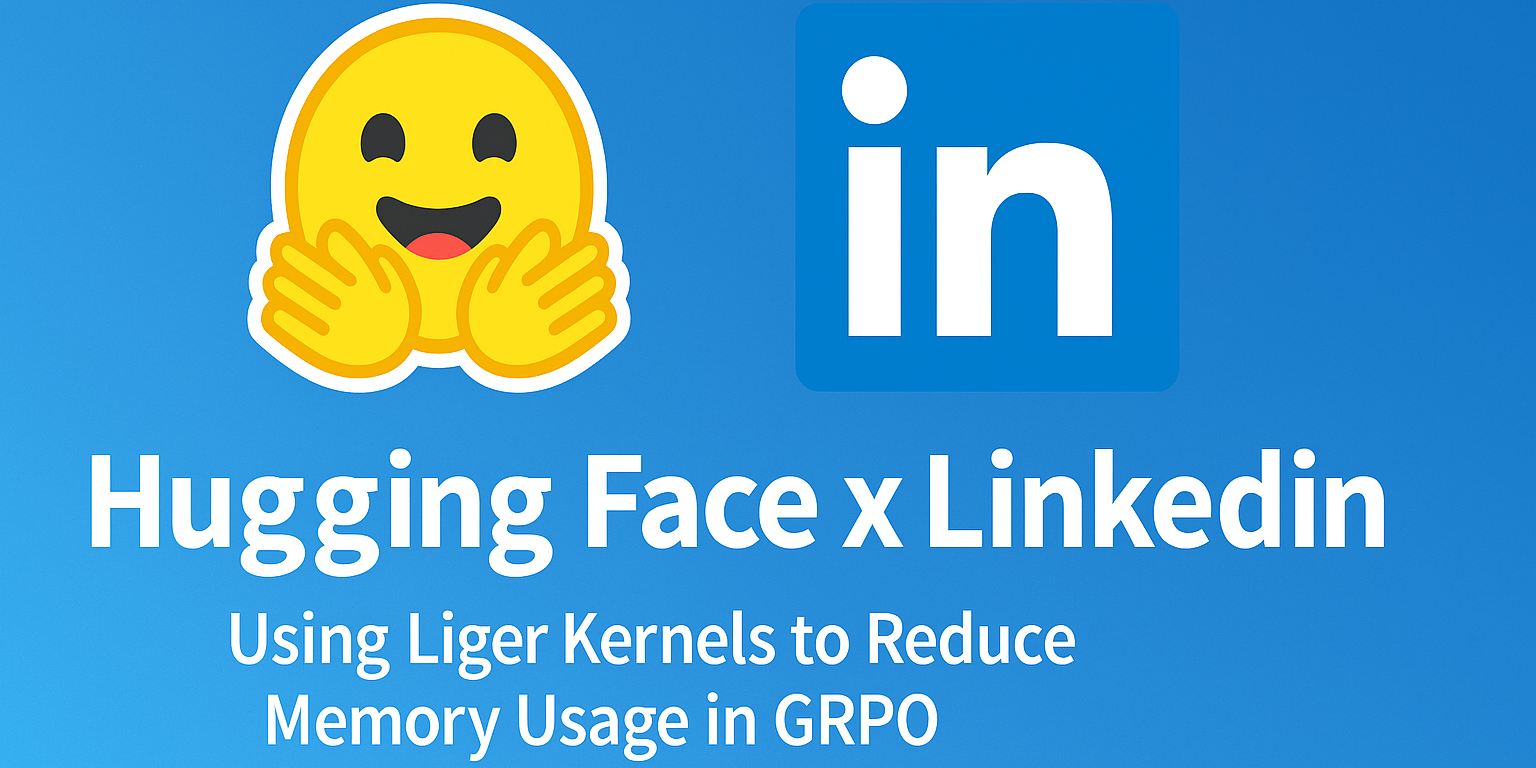 in
Hugging Face x Linkedin
Using Liger Kernels to Reduce
Memory Usage in GRPO